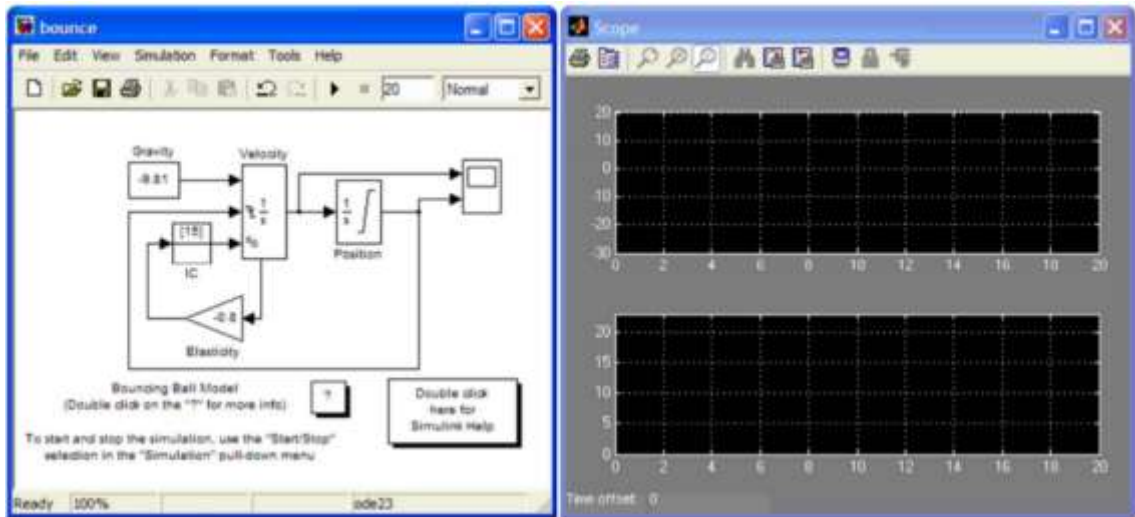 bounce
File Edit View Simulation Format Tools Help
20 Normal
Gravity
-9.81
Velocity
1
s
x₀
[15]
IC
1
s
Position
-0.8
Elasticity
Bouncing Ball Model
(Double click on the "?" for more info)
?
Double click
here for
Simulink Help
To start and stop the simulation, use the "Start/Stop"
selection in the "Simulation" pull-down menu
Ready 100% ode23
Scope
20
10
0
-10
-20
-30
0 2 4 6 8 10 12 14 16 18 20
20
15
10
5
0
0 2 4 6 8 10 12 14 16 18 20
Time offset: 0